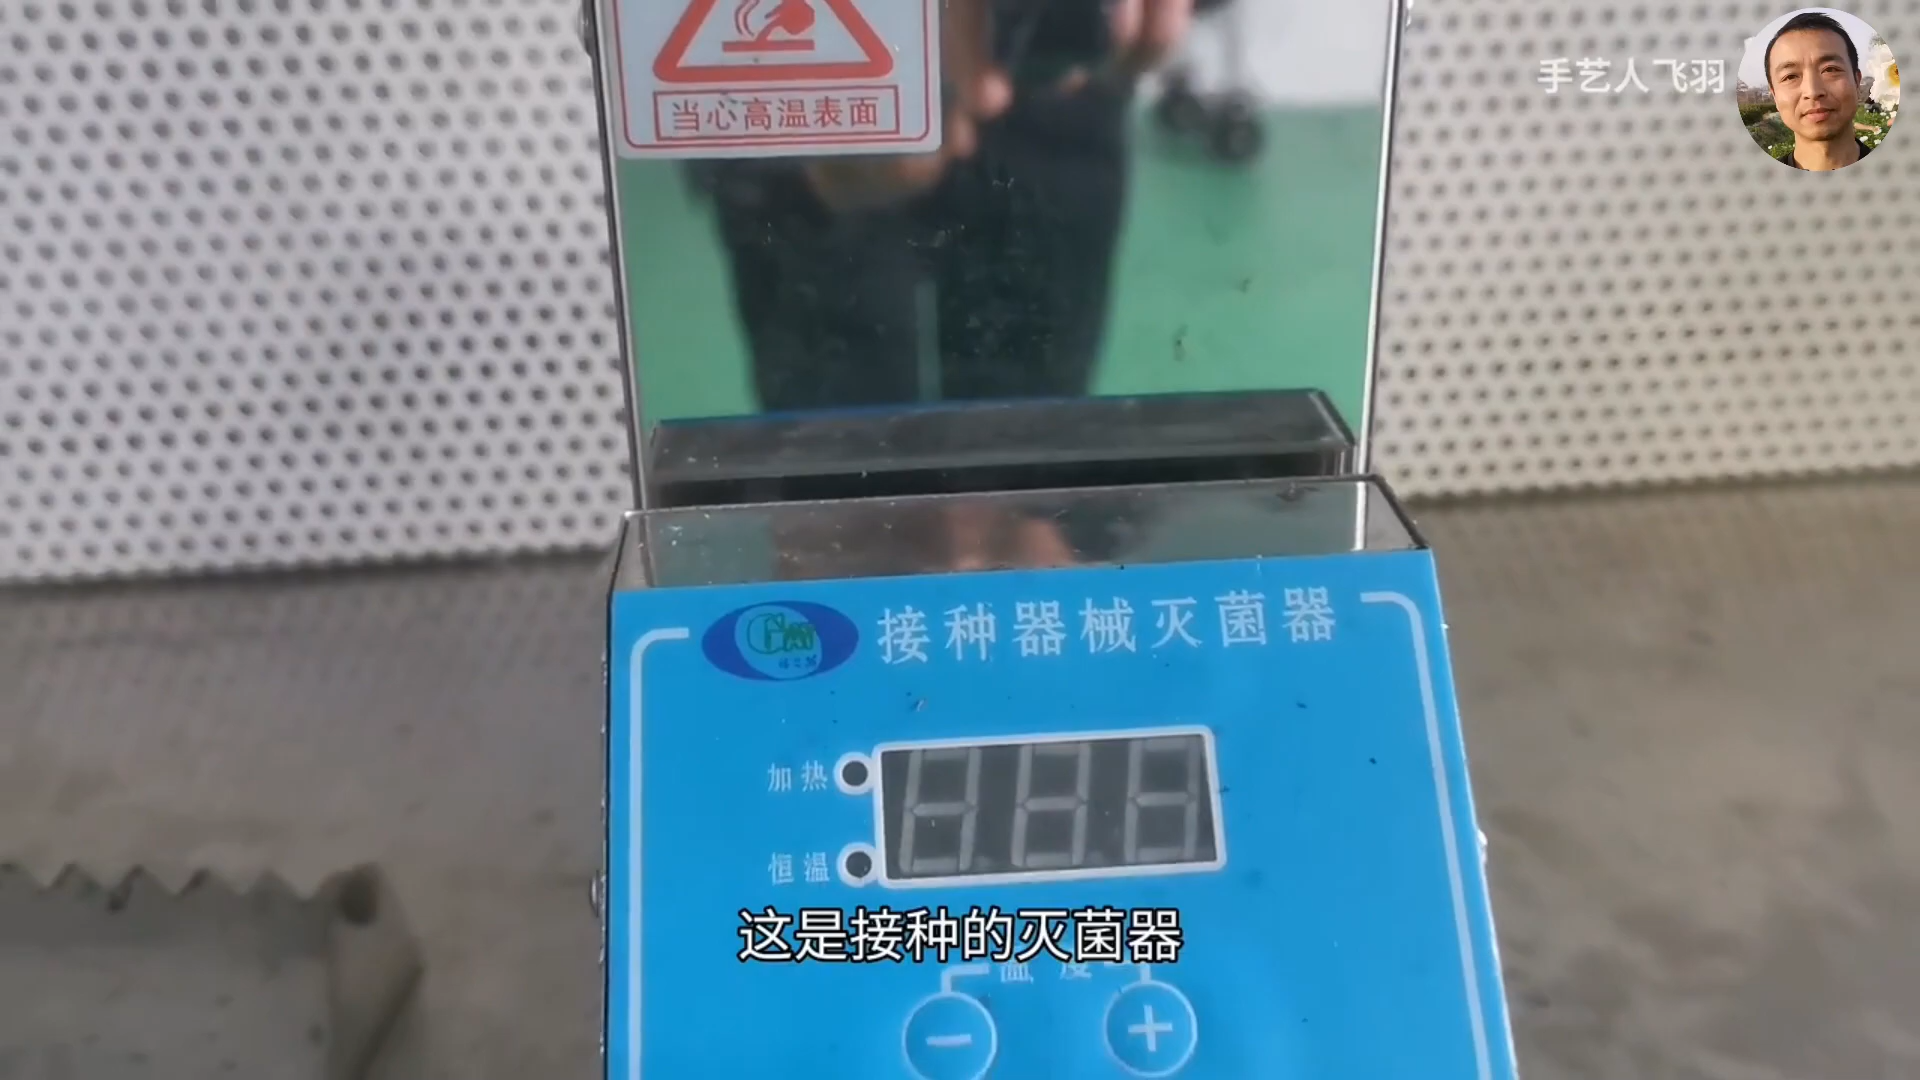 手艺人飞羽
当心高温表面
接种器械灭菌器
加热
恒温
这是接种的灭菌器
温度